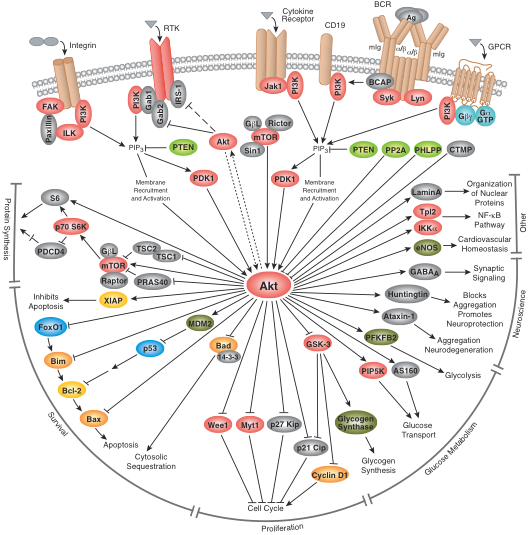 BCR
Cytokine
Receptor
RTK
CD19
Ag
Integrin
mIg
α/β
α/β
mIg
GPCR
FAK
PI3K
Paxillin
ILK
PI3K
Gab1
Gab2
IRS-1
Jak1
PI3K
PI3K
BCAP
Syk
Lyn
PI3K
Gβγ
Gα
GTP
PIP3
PTEN
Akt
GβL
Rictor
mTOR
Sin1
PIP3
PTEN
PP2A
PHLPP
CTMP
PDK1
PDK1
Membrane
Recruitment
and Activation
Membrane
Recruitment
and Activation
Protein Synthesis
S6
p70 S6K
PDCD4
GβL
mTOR
Raptor
TSC2
TSC1
PRAS40
LaminA
Organization
of Nuclear
Proteins
Tpl2
IKKα
NF-κB
Pathway
eNOS
Cardiovascular
Homeostasis
Other
GABAA
Synaptic
Signaling
Akt
Inhibits
Apoptosis
XIAP
Huntingtin
Blocks
Aggregation
Promotes
Neuroprotection
Ataxin-1
Aggregation
Neurodegeneration
Neuroscience
FoxO1
MDM2
p53
Bad
14-3-3
GSK-3
PFKFB2
Glycolysis
Bim
PIP5K
AS160
Bcl-2
Bax
Apoptosis
Cytosolic
Sequestration
Wee1
Myt1
p27 Kip
p21 Cip
Glycogen
Synthase
Glucose
Transport
Cyclin D1
Glycogen
Synthesis
Survival
Cell Cycle
Glucose Metabolism
Proliferation